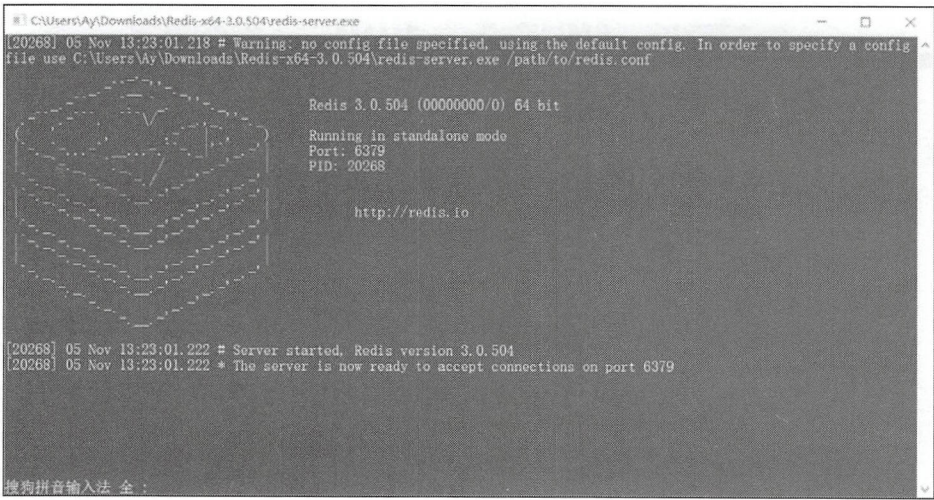 C:\Users\Ay\Downloads\Redis-x64-3.0.504\redis-server.exe
[20268] 05 Nov 13:23:01.218 # Warning: no config file specified, using the default config. In order to specify a config
file use C:\Users\Ay\Downloads\Redis-x64-3.0.504\redis-server.exe /path/to/redis.conf
Redis 3.0.504 (00000000/0) 64 bit
Running in standalone mode
Port: 6379
PID: 20268
http://redis.io
[20268] 05 Nov 13:23:01.222 # Server started, Redis version 3.0.504
[20268] 05 Nov 13:23:01.222 * The server is now ready to accept connections on port 6379
搜狗拼音输入法 全 :